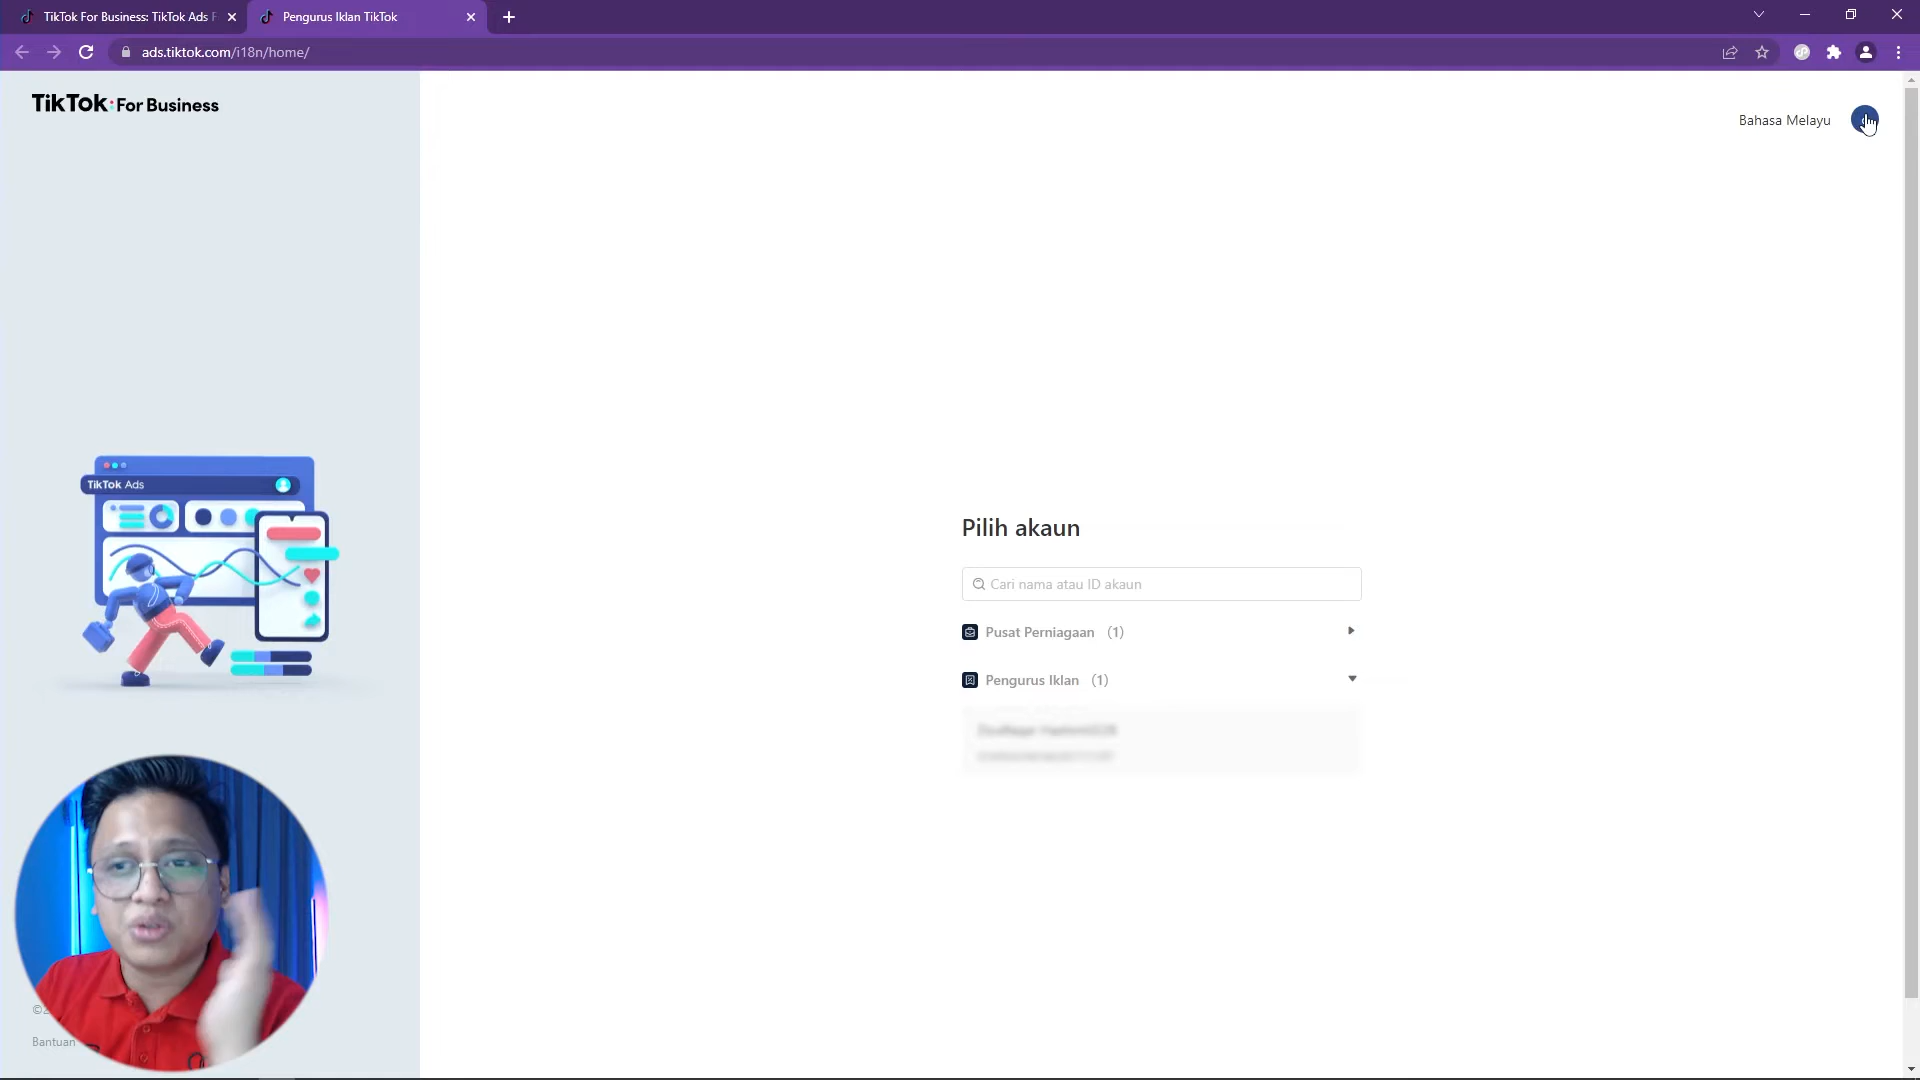 TikTok For Business: TikTok Ads F
Pengurus Iklan TikTok
ads.tiktok.com/i18n/home/
TikTok: For Business
Bahasa Melayu
TikTok Ads
Pilih akaun
Cari nama atau ID akaun
Pusat Perniagaan (1)
Pengurus Iklan (1)
Bantuan